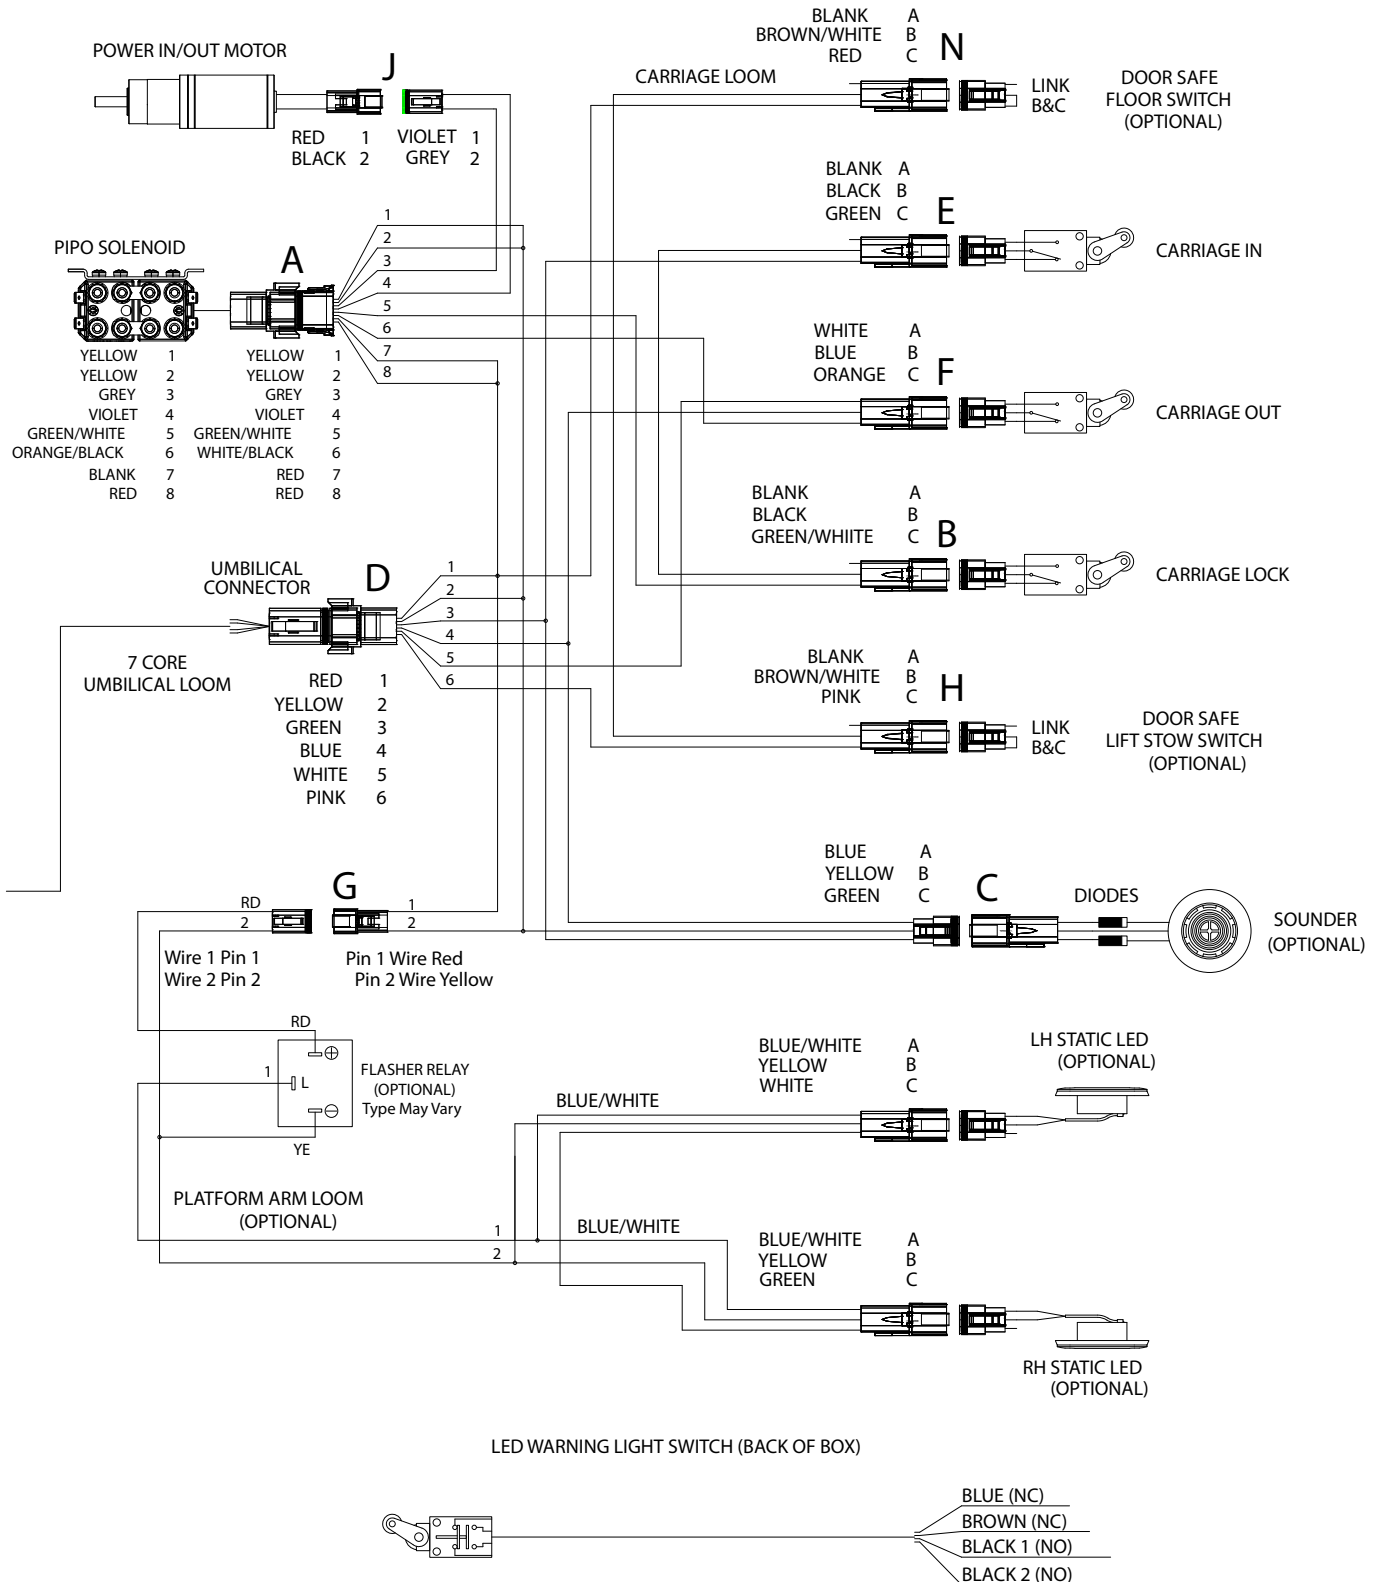 POWER IN/OUT MOTOR
J
RED 1
BLACK 2
VIOLET 1
GREY 2
CARRIAGE LOOM
BLANK A
BROWN/WHITE B
RED C
N
LINK
B&C
DOOR SAFE
FLOOR SWITCH
(OPTIONAL)
PIPO SOLENOID
A
1
2
3
4
5
6
7
8
YELLOW 1
YELLOW 2
GREY 3
VIOLET 4
GREEN/WHITE 5
ORANGE/BLACK 6
BLANK 7
RED 8
YELLOW 1
YELLOW 2
GREY 3
VIOLET 4
GREEN/WHITE 5
WHITE/BLACK 6
RED 7
RED 8
BLANK A
BLACK B
GREEN C
E
CARRIAGE IN
WHITE A
BLUE B
ORANGE C
F
CARRIAGE OUT
BLANK A
BLACK B
GREEN/WHIITE C
B
CARRIAGE LOCK
UMBILICAL
CONNECTOR
D
1
2
3
4
5
6
7 CORE
UMBILICAL LOOM
RED 1
YELLOW 2
GREEN 3
BLUE 4
WHITE 5
PINK 6
BLANK A
BROWN/WHITE B
PINK C
H
LINK
B&C
DOOR SAFE
LIFT STOW SWITCH
(OPTIONAL)
BLUE A
YELLOW B
GREEN C
C
DIODES
SOUNDER
(OPTIONAL)
G
RD
2
1
2
Wire 1 Pin 1
Wire 2 Pin 2
Pin 1 Wire Red
Pin 2 Wire Yellow
RD
1
L
YE
FLASHER RELAY
(OPTIONAL)
Type May Vary
BLUE/WHITE A
YELLOW B
WHITE C
BLUE/WHITE
LH STATIC LED
(OPTIONAL)
PLATFORM ARM LOOM
(OPTIONAL)
1
2
BLUE/WHITE
BLUE/WHITE A
YELLOW B
GREEN C
RH STATIC LED
(OPTIONAL)
LED WARNING LIGHT SWITCH (BACK OF BOX)
BLUE (NC)
BROWN (NC)
BLACK 1 (NO)
BLACK 2 (NO)